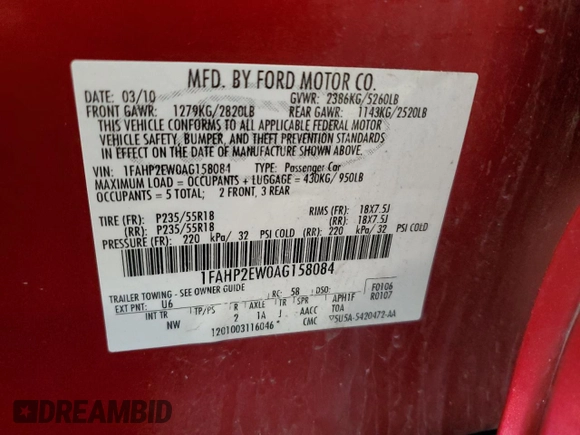 MFD. BY FORD MOTOR CO.
DATE: 03/10 GVWR: 2386KG/5260LB
FRONT GAWR: 1279KG/2820LB REAR GAWR: 1143KG/2520LB
THIS VEHICLE CONFORMS TO ALL APPLICABLE FEDERAL MOTOR
VEHICLE SAFETY, BUMPER, AND THEFT PREVENTION STANDARDS
IN EFFECT ON THE DATE OF MANUFACTURE SHOWN ABOVE.
VIN: 1FAHP2EW0AG158084 TYPE: Passenger Car
MAXIMUM LOAD = OCCUPANTS + LUGGAGE = 430KG/ 950LB
OCCUPANTS = 5 TOTAL; 2 FRONT, 3 REAR
TIRE (FR): P235/55R18 RIMS (FR): 18X7.5J
(RR): P235/55R18 (RR): 18X7.5J
PRESSURE (FR): 220 kPa/ 32 PSI COLD (RR): 220 kPa/ 32 PSI COLD
1FAHP2EW0AG158084
TRAILER TOWING - SEE OWNER GUIDE
EXT PNT: U6 RC: 58 DSO: F0106
R0107
INT TR TP/PS R AXLE TR SPR APH1F
NW 2 1A J AACC TOA
1201003116046 CMC 5U5A-5420472-AA
DREAMBID